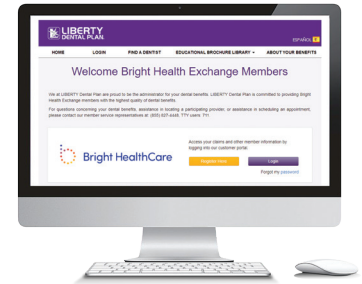 LIBERTY
DENTAL PLAN.
ESPAÑOL
HOME LOGIN FIND A DENTIST EDUCATIONAL BROCHURE LIBRARY ABOUT YOUR BENEFITS
Welcome Bright Health Exchange Members
We at LIBERTY Dental Plan are proud to be the administrator for your dental benefits. LIBERTY Dental Plan is committed to providing Bright
Health Exchange members with the highest quality of dental benefits.
For questions concerning your dental benefits, assistance in locating a participating provider, or assistance in scheduling an appointment,
please contact our member service representatives at: TTY users: 711
Access your claims and other member information by
logging into our customer portal.
Bright HealthCare
Register Now Login
Forgot my password